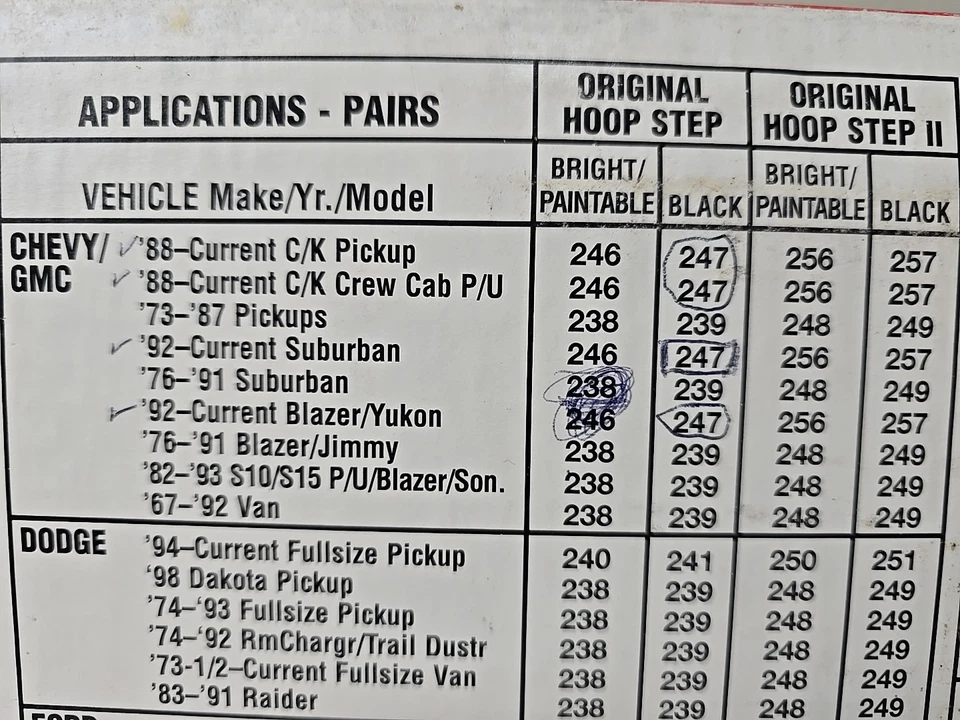 APPLICATIONS - PAIRS ORIGINAL HOOP STEP ORIGINAL HOOP STEP II
VEHICLE Make/Yr./Model BRIGHT/PAINTABLE BLACK BRIGHT/PAINTABLE BLACK
CHEVY/GMC
'88–Current C/K Pickup 246 247 256 257
'88–Current C/K Crew Cab P/U 246 247 256 257
'73–'87 Pickups 238 239 248 249
'92–Current Suburban 246 247 256 257
'76–'91 Suburban 238 239 248 249
'92–Current Blazer/Yukon 246 247 256 257
'76–'91 Blazer/Jimmy 238 239 248 249
'82–'93 S10/S15 P/U/Blazer/Son. 238 239 248 249
'67–'92 Van 238 239 248 249
DODGE
'94–Current Fullsize Pickup 240 241 250 251
'98 Dakota Pickup 238 239 248 249
'74–'93 Fullsize Pickup 238 239 248 249
'74–'92 RmChargr/Trail Dustr 238 239 248 249
'73-1/2–Current Fullsize Van 238 239 248 249
'83–'91 Raider 238 239 248 249